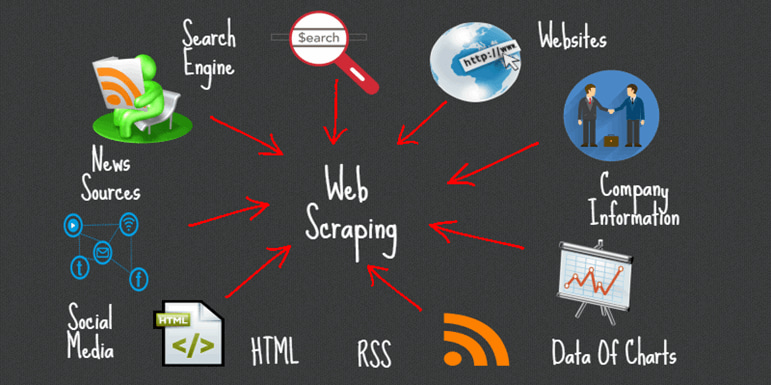 Search
Engine
$earch
http://www
Websites
News
Sources
Web
Scraping
Company
Information
t
f
Social
Media
HTML
</>
HTML
RSS
Data Of Charts